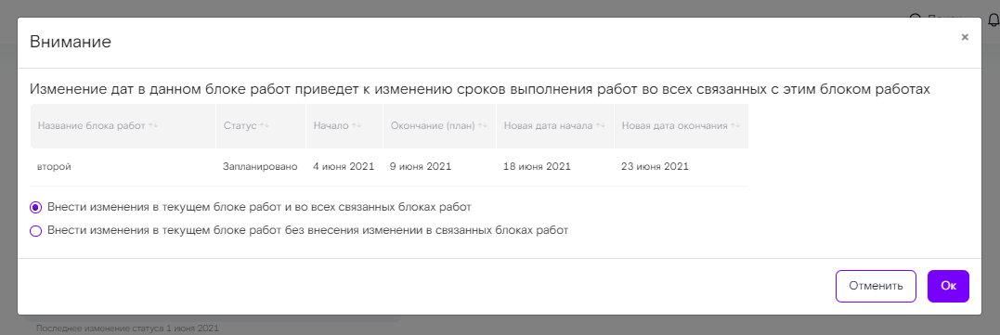 Внимание
×
Изменение дат в данном блоке работ приведет к изменению сроков выполнения работ во всех связанных с этим блоком работах
Название блока работ ↑↓ Статус ↑↓ Начало ↑↓ Окончание (план) ↑↓ Новая дата начала ↑↓ Новая дата окончания ↑↓
второй Запланировано 4 июня 2021 9 июня 2021 18 июня 2021 23 июня 2021
Внести изменения в текущем блоке работ и во всех связанных блоках работ
Внести изменения в текущем блоке работ без внесения изменении в связанных блоках работ
Отменить Ок
Последнее изменение статуса 1 июня 2021